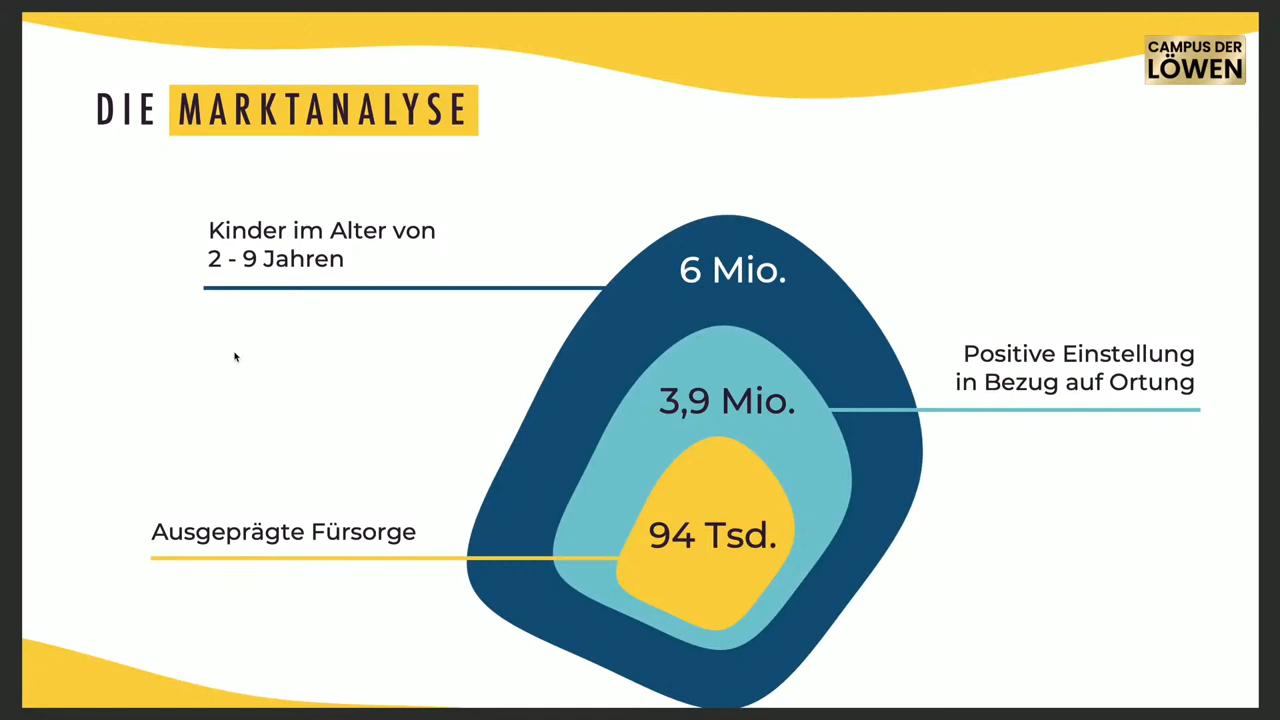 CAMPUS DER
LÖWEN
DIE MARKTANALYSE
Kinder im Alter von
2 - 9 Jahren
6 Mio.
Positive Einstellung
in Bezug auf Ortung
3,9 Mio.
Ausgeprägte Fürsorge
94 Tsd.